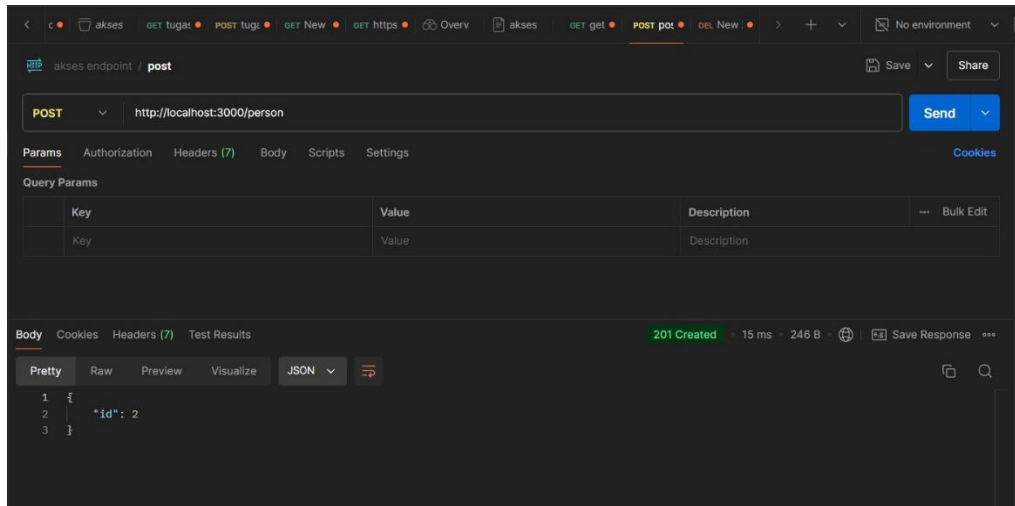 akses GET tuga: POST tuga GET New GET https Overv akses GET get POST pos DEL New No environment
HTTP akses endpoint / post Save Share
POST http://localhost:3000/person Send
Params Authorization Headers (7) Body Scripts Settings Cookies
Query Params
Key Value Description Bulk Edit
Key Value Description
Body Cookies Headers (7) Test Results 201 Created 15 ms 246 B Save Response
Pretty Raw Preview Visualize JSON
1 {
2 "id": 2
3 }